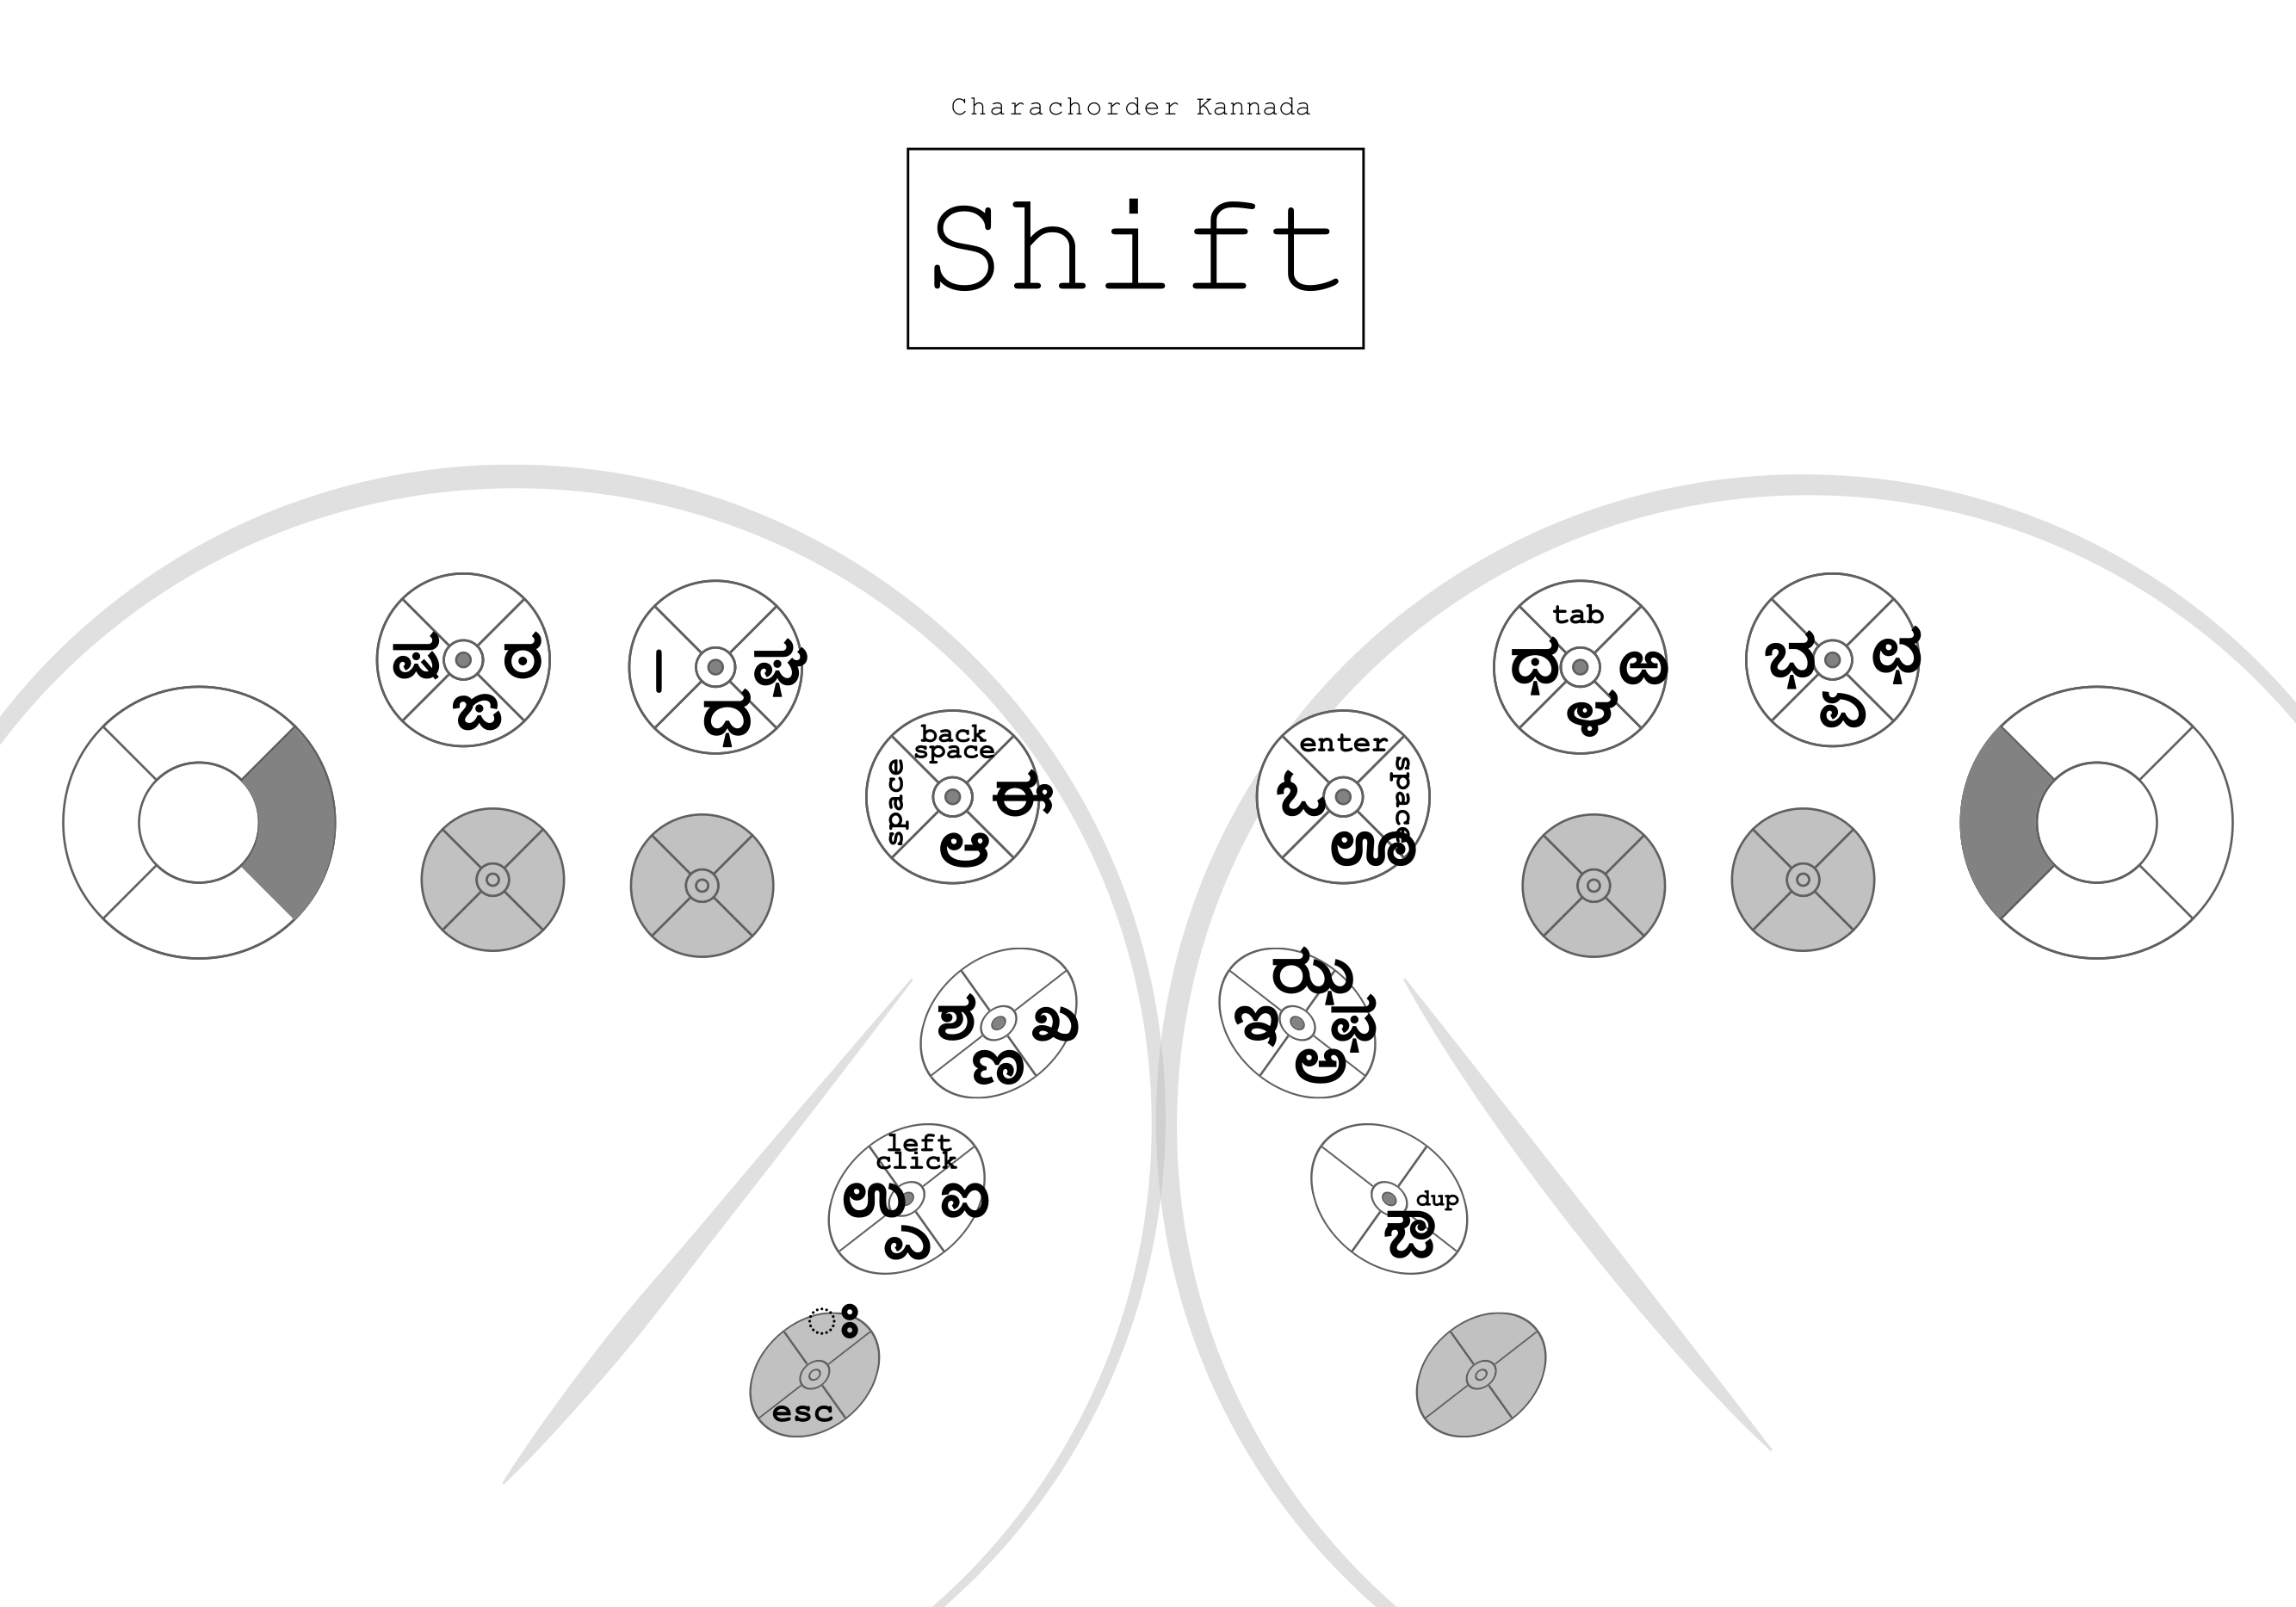 Charachorder Kannada
Shift
ಷ ಠ ಞ
| ಘ ಧ
tab
ಥ ಙ ಳ
ಭ ಢ ಏ
back
space
space ಈ
ಆ
enter
ಓ space
ಊ
ಝ
ಶ ಖ
ಣ
ಇ ಫ
ಅ
left
click
ಉ ಐ
ಎ
dup
ಔ
ಃ
esc